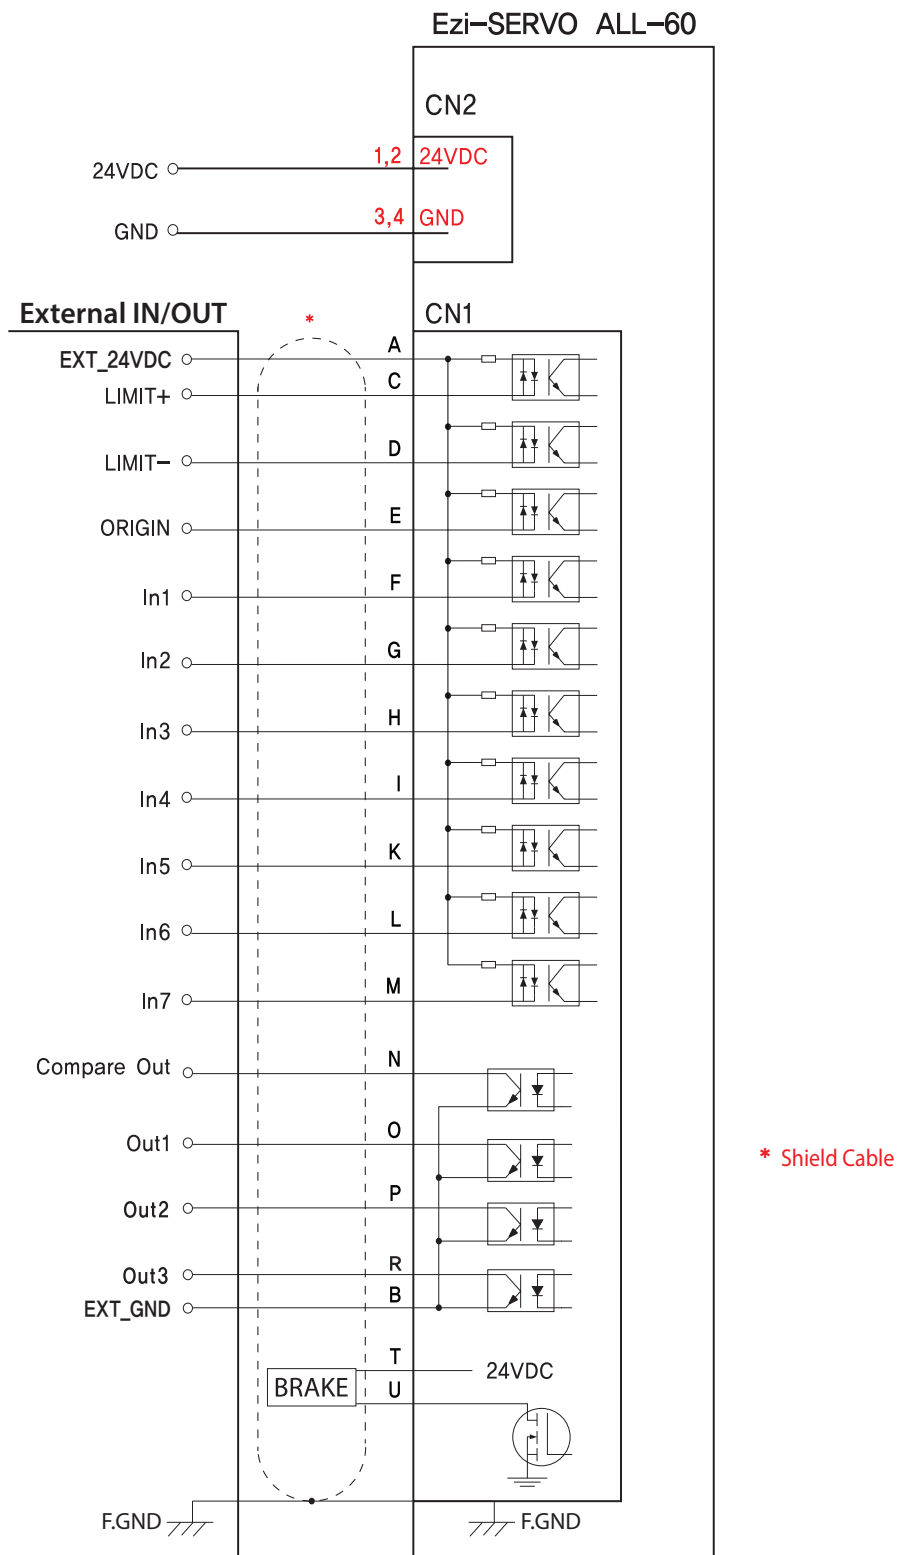 Ezi-SERVO ALL-60
CN2
24VDC 1,2 24VDC
GND 3,4 GND
External IN/OUT * CN1
EXT_24VDC A
LIMIT+ C
LIMIT- D
ORIGIN E
In1 F
In2 G
In3 H
In4 I
In5 K
In6 L
In7 M
Compare Out N
Out1 O
* Shield Cable
Out2 P
Out3 R
EXT_GND B
T 24VDC
BRAKE U
F.GND F.GND